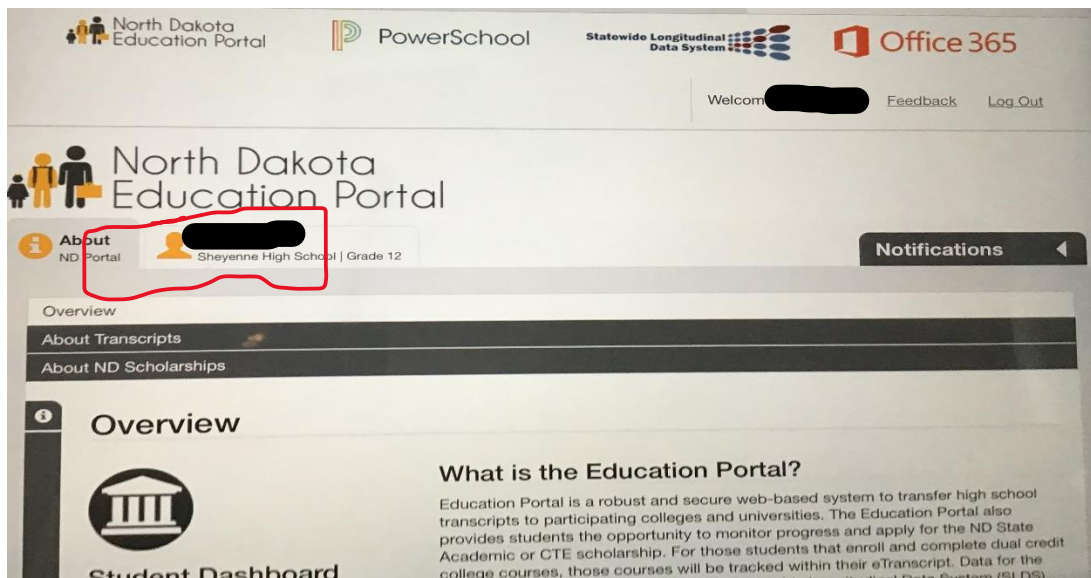 North Dakota
Education Portal
PowerSchool
Statewide Longitudinal
Data System
Office 365
Feedback
Log Out
North Dakota
Education Portal
About
ND Portal
Sheyenne High School | Grade 12
Notifications
Overview
About Transcripts
About ND Scholarships
Overview
What is the Education Portal?
Education Portal is a robust and secure web-based system to transfer high school
transcripts to participating colleges and universities. The Education Portal also
provides students the opportunity to monitor progress and apply for the ND State
Academic or CTE scholarship. For those students that enroll and complete dual credit
college courses, those courses will be tracked within their eTranscript. Data for the
Student Dashboard